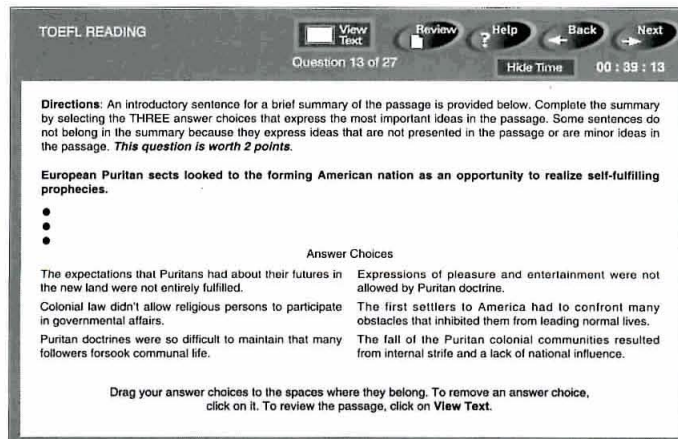 TOEFL READING
View
Text
Review
Help
Back
Next
Question 13 of 27
Hide Time
00 : 39 : 13
Directions: An introductory sentence for a brief summary of the passage is provided below. Complete the summary
by selecting the THREE answer choices that express the most important ideas in the passage. Some sentences do
not belong in the summary because they express ideas that are not presented in the passage or are minor ideas in
the passage. This question is worth 2 points.
European Puritan sects looked to the forming American nation as an opportunity to realize self-fulfilling
prophecies.
Answer Choices
The expectations that Puritans had about their futures in
the new land were not entirely fulfilled.
Colonial law didn't allow religious persons to participate
in governmental affairs.
Puritan doctrines were so difficult to maintain that many
followers forsook communal life.
Expressions of pleasure and entertainment were not
allowed by Puritan doctrine.
The first settlers to America had to confront many
obstacles that inhibited them from leading normal lives.
The fall of the Puritan colonial communities resulted
from internal strife and a lack of national influence.
Drag your answer choices to the spaces where they belong. To remove an answer choice,
click on it. To review the passage, click on View Text.